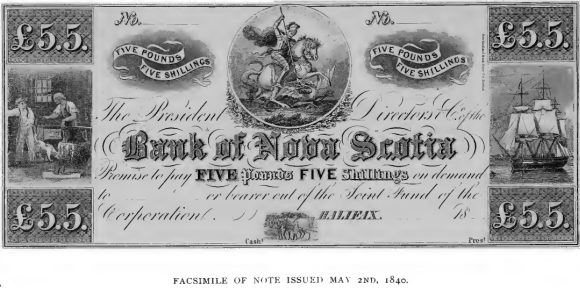 £5.5. No. No. £5.5.
FIVE POUNDS FIVE POUNDS
FIVE SHILLINGS FIVE SHILLINGS
The President Directors & Co. of the
Bank of Nova Scotia
Promise to pay FIVE Pounds FIVE Shillings on demand
to or bearer out of the Joint Fund of the
Corporation. HALIFAX. 18
£5.5. £5.5.
Cashr Prest
FACSIMILE OF NOTE ISSUED MAY 2ND, 1840.